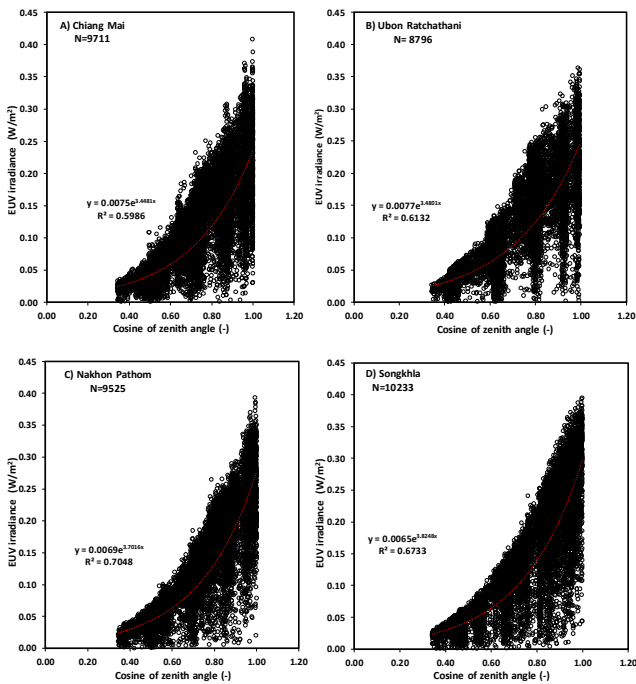 A) Chiang Mai
N=9711
0.45
0.40
0.35
0.30
0.25
0.20
0.15
0.10
0.05
0.00
EUV irradiance (W/m²)
y = 0.0075e^3.4481x
R² = 0.5986
0.00 0.20 0.40 0.60 0.80 1.00 1.20
Cosine of zenith angle (-)
B) Ubon Ratchathani
N= 8796
0.45
0.40
0.35
0.30
0.25
0.20
0.15
0.10
0.05
0.00
EUV irradiance (W/m²)
y = 0.0077e^3.4801x
R² = 0.6132
0.00 0.20 0.40 0.60 0.80 1.00 1.20
Cosine of zenith angle (-)
C) Nakhon Pathom
N=9525
0.45
0.40
0.35
0.30
0.25
0.20
0.15
0.10
0.05
0.00
EUV irradiance (W/m²)
y = 0.0069e^3.7016x
R² = 0.7048
0.00 0.20 0.40 0.60 0.80 1.00 1.20
Cosine of zenith angle (-)
D) Songkhla
N=10233
0.45
0.40
0.35
0.30
0.25
0.20
0.15
0.10
0.05
0.00
EUV irradiance (W/m²)
y = 0.0065e^3.8248x
R² = 0.6733
0.00 0.20 0.40 0.60 0.80 1.00 1.20
Cosine of zenith angle (-)